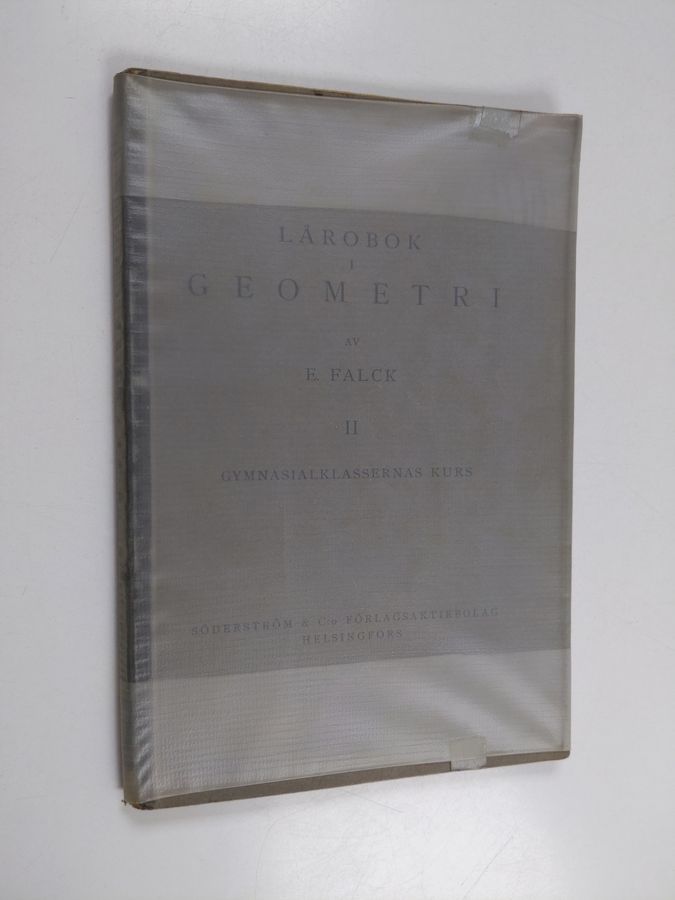 LÄROBOK
I
GEOMETRI
AV
E. FALCK
II
GYMNASIALKLASSERNAS KURS
SÖDERSTRÖM & C:o FÖRLAGSAKTIEBOLAG
HELSINGFORS